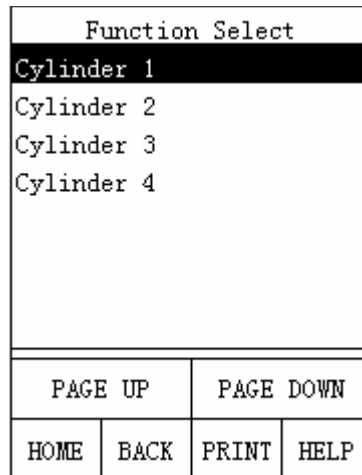 Function Select
Cylinder 1
Cylinder 2
Cylinder 3
Cylinder 4
PAGE UP PAGE DOWN
HOME BACK PRINT HELP